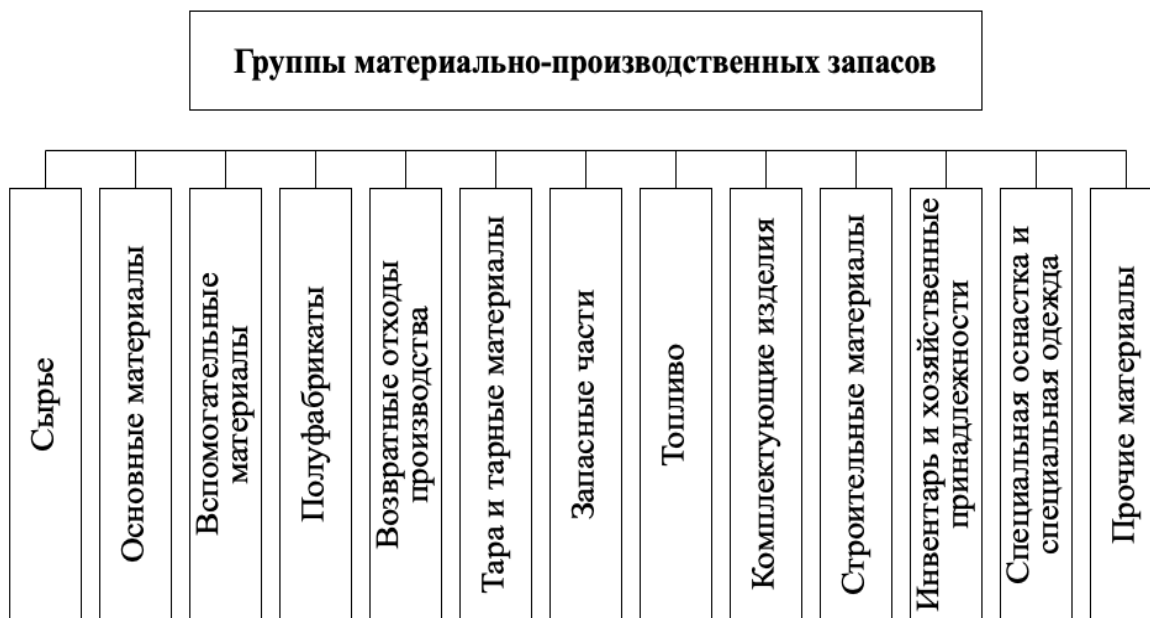 Группы материально-производственных запасов
Сырье
Основные материалы
Вспомогательные
материалы
Полуфабрикаты
Возвратные отходы
производства
Тара и тарные материалы
Запасные части
Топливо
Комплектующие изделия
Строительные материалы
Инвентарь и хозяйственные
принадлежности
Специальная оснастка и
специальная одежда
Прочие материалы